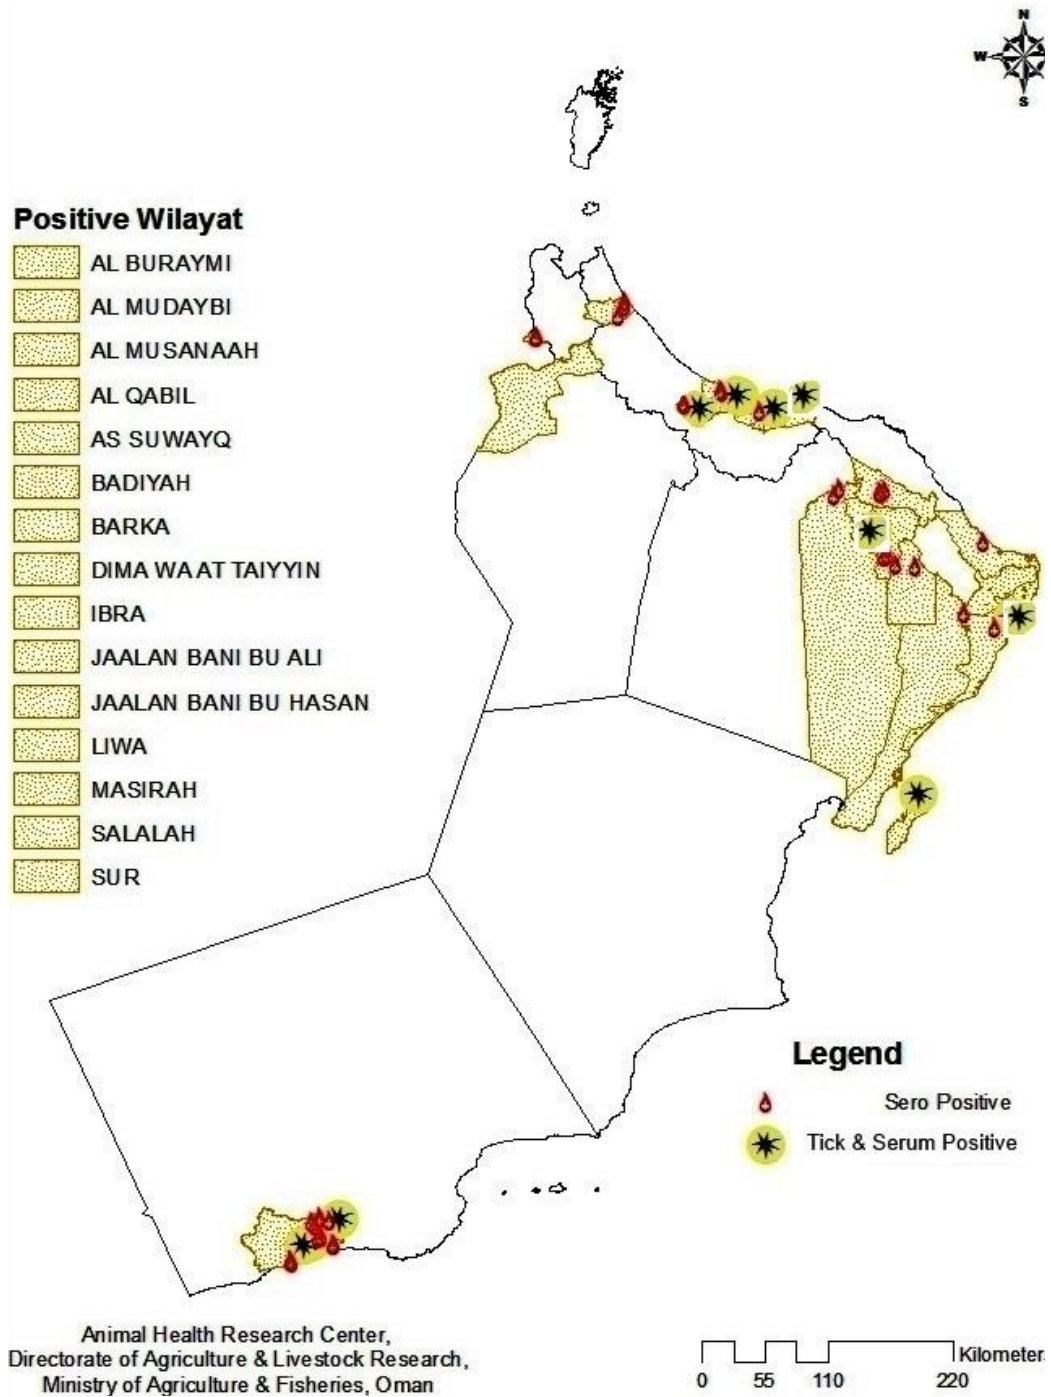 N
W
S
Positive Wilayat
AL BURAYMI
AL MUDAYBI
AL MUSANAAH
AL QABIL
AS SUWAYQ
BADIYAH
BARKA
DIMA WA AT TAIYYIN
IBRA
JAALAN BANI BU ALI
JAALAN BANI BU HASAN
LIWA
MASIRAH
SALALAH
SUR
Legend
Sero Positive
Tick & Serum Positive
Animal Health Research Center,
Directorate of Agriculture & Livestock Research,
Ministry of Agriculture & Fisheries, Oman
Kilometer
0 55 110 220